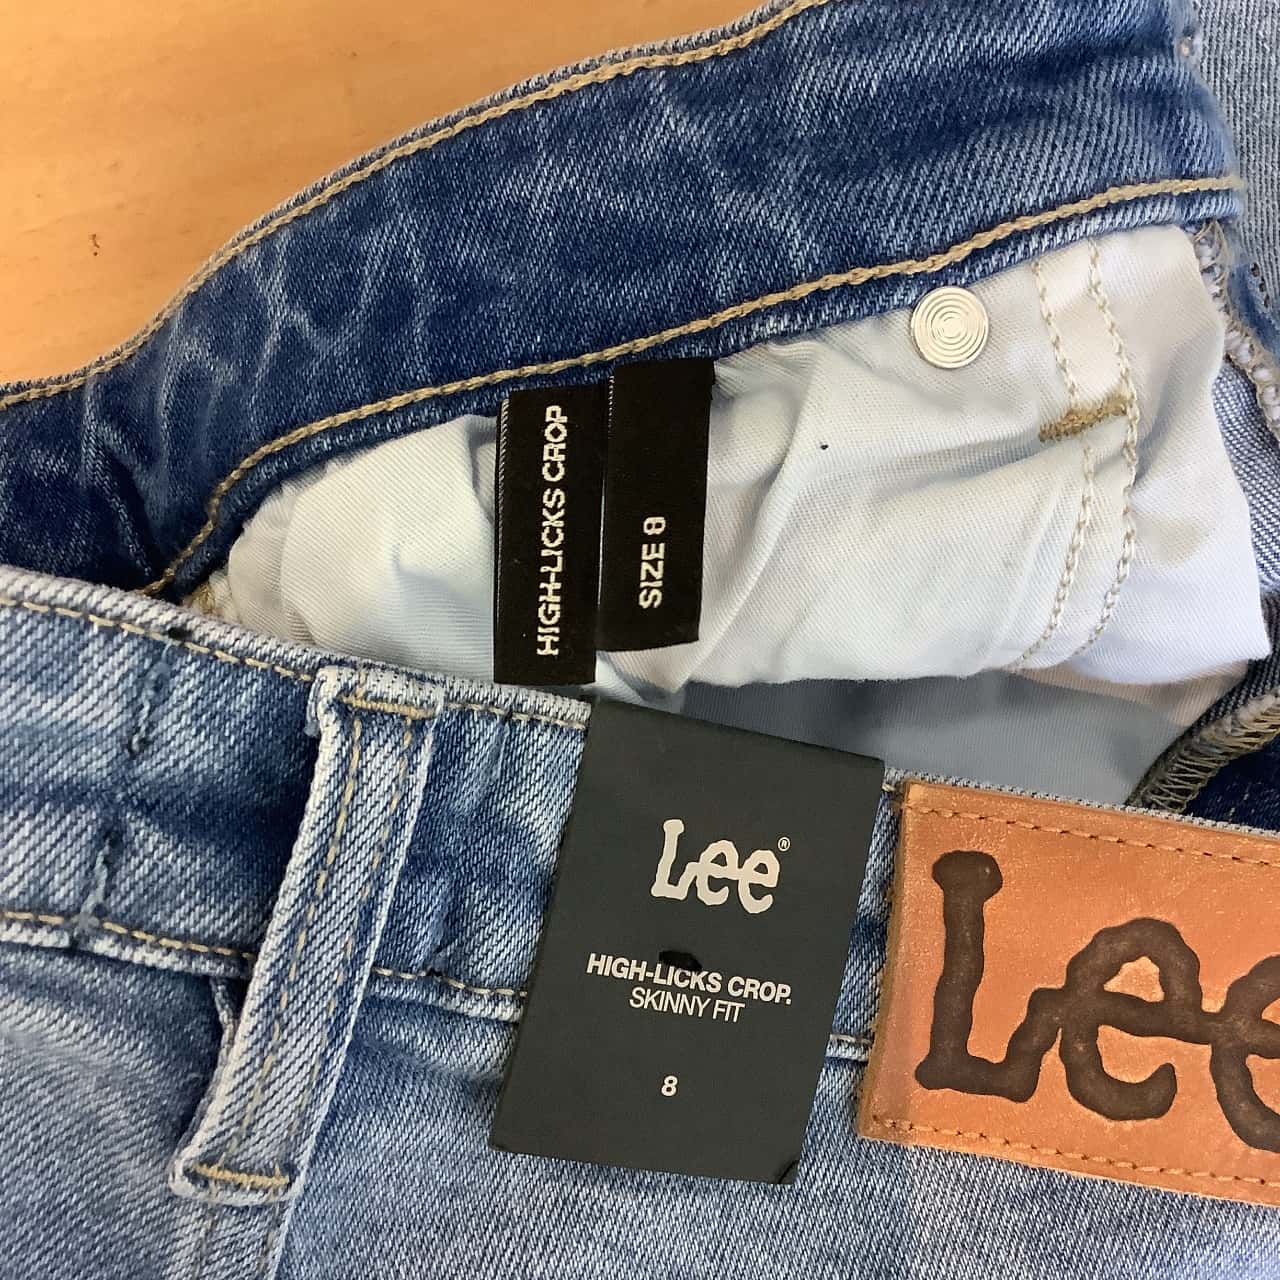 HIGH-LICKS CROP
SIZE 8
Lee®
HIGH-LICKS CROP.
SKINNY FIT
8
Lee